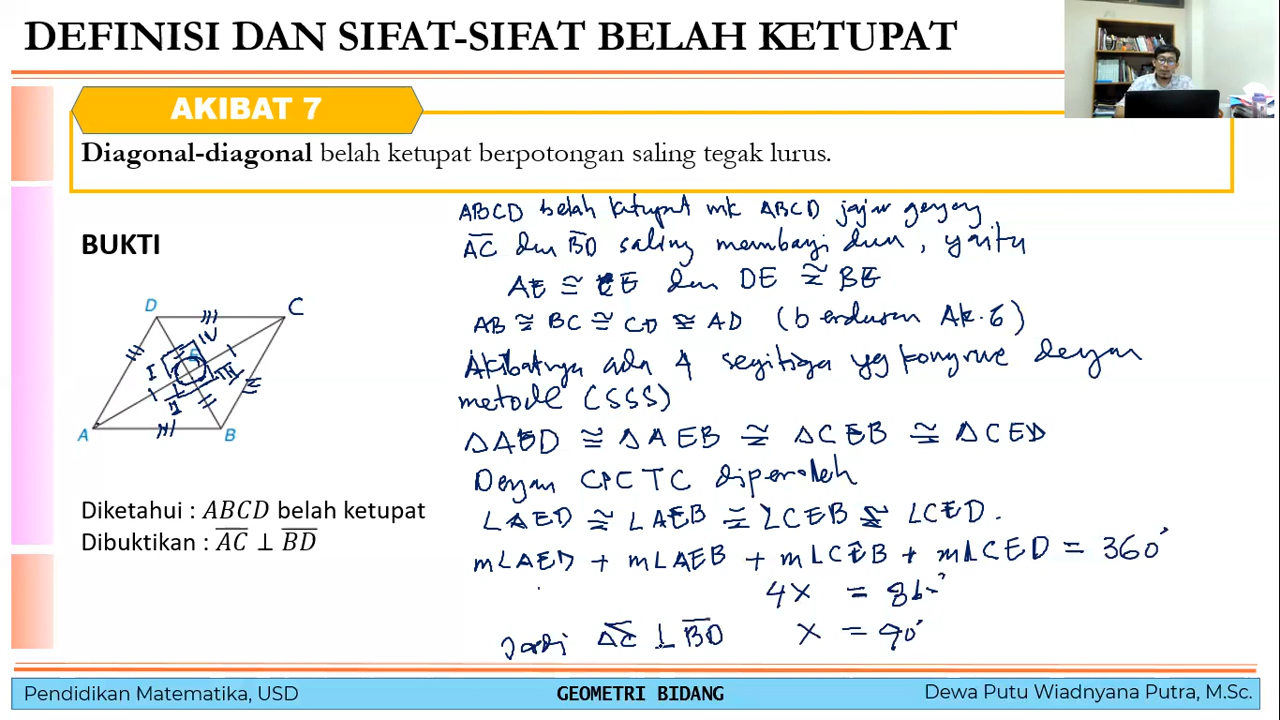 DEFINISI DAN SIFAT-SIFAT BELAH KETUPAT
AKIBAT 7
Diagonal-diagonal belah ketupat berpotongan saling tegak lurus.
BUKTI
D
C
E
IV
I
III
II
A
B
Diketahui : ABCD belah ketupat
Dibuktikan : AC ⊥ BD
ABCD belah ketupat mk ABCD jajar genjang
AC dan BD saling membagi dua, yaitu
AE ≅ CE dan DE ≅ BE
AB ≅ BC ≅ CD ≅ AD (berdasarkan Ak. 6)
Akibatnya ada 4 segitiga yg kongrue dengan
metode (SSS)
△AED ≅ △AEB ≅ △CEB ≅ △CED
Dengan CPCTC diperoleh
∠AED ≅ ∠AEB ≅ ∠CEB ≅ ∠CED.
m∠AED + m∠AEB + m∠CEB + m∠CED = 360°
4x = 360°
x = 90°
Jadi AC ⊥ BD
Pendidikan Matematika, USD
GEOMETRI BIDANG
Dewa Putu Wiadnyana Putra, M.Sc.